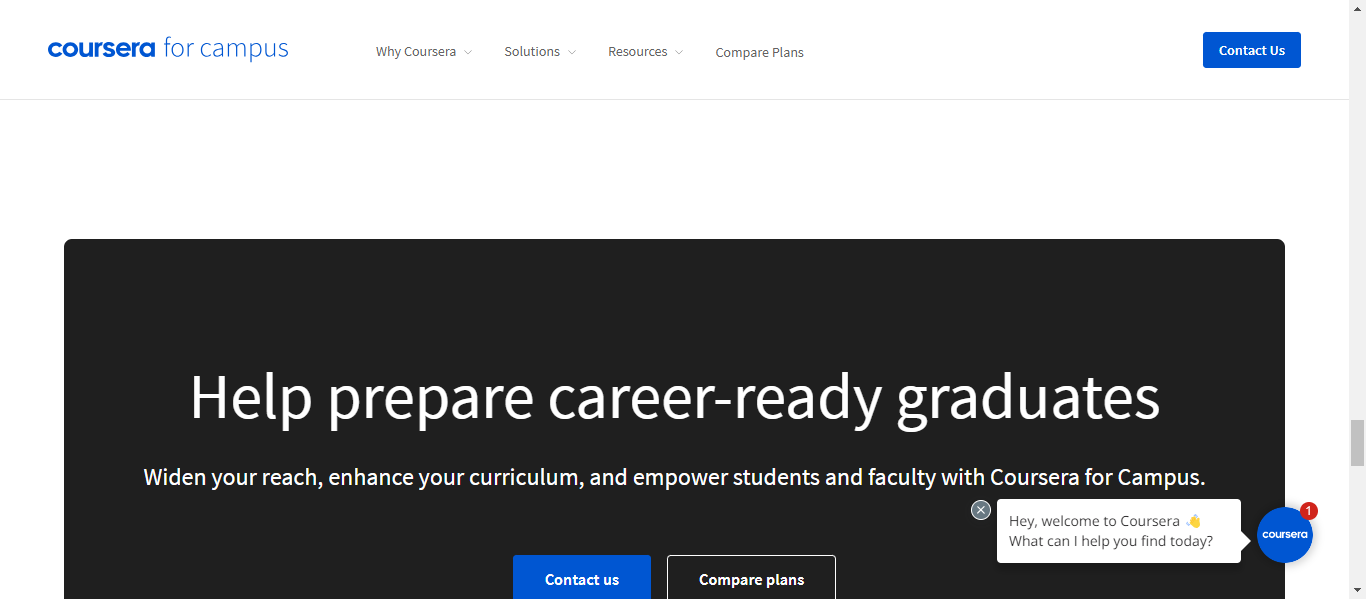 coursera for campus
Why Coursera
Solutions
Resources
Compare Plans
Contact Us
Help prepare career-ready graduates
Widen your reach, enhance your curriculum, and empower students and faculty with Coursera for Campus.
Hey, welcome to Coursera 👋
What can I help you find today?
coursera
1
Contact us
Compare plans